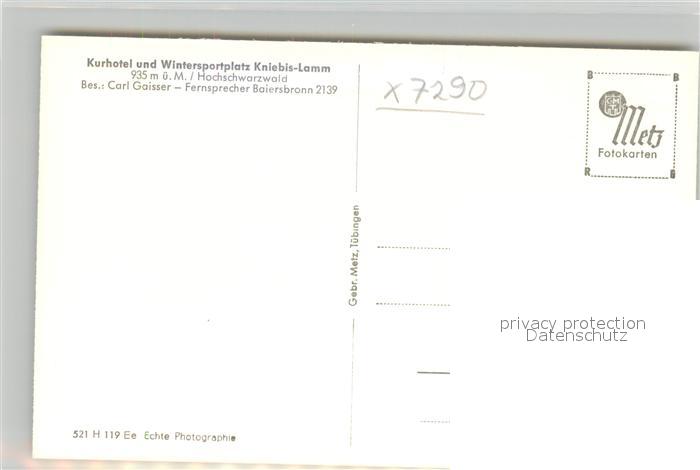 Kurhotel und Wintersportplatz Kniebis-Lamm
935 m ü. M. / Hochschwarzwald
Bes.: Carl Gaisser – Fernsprecher Baiersbronn 2139
x 7290
B B
Metz
Fotokarten
R G
Gebr. Metz, Tübingen
privacy protection
Datenschutz
521 H 119 Ee Echte Photographie